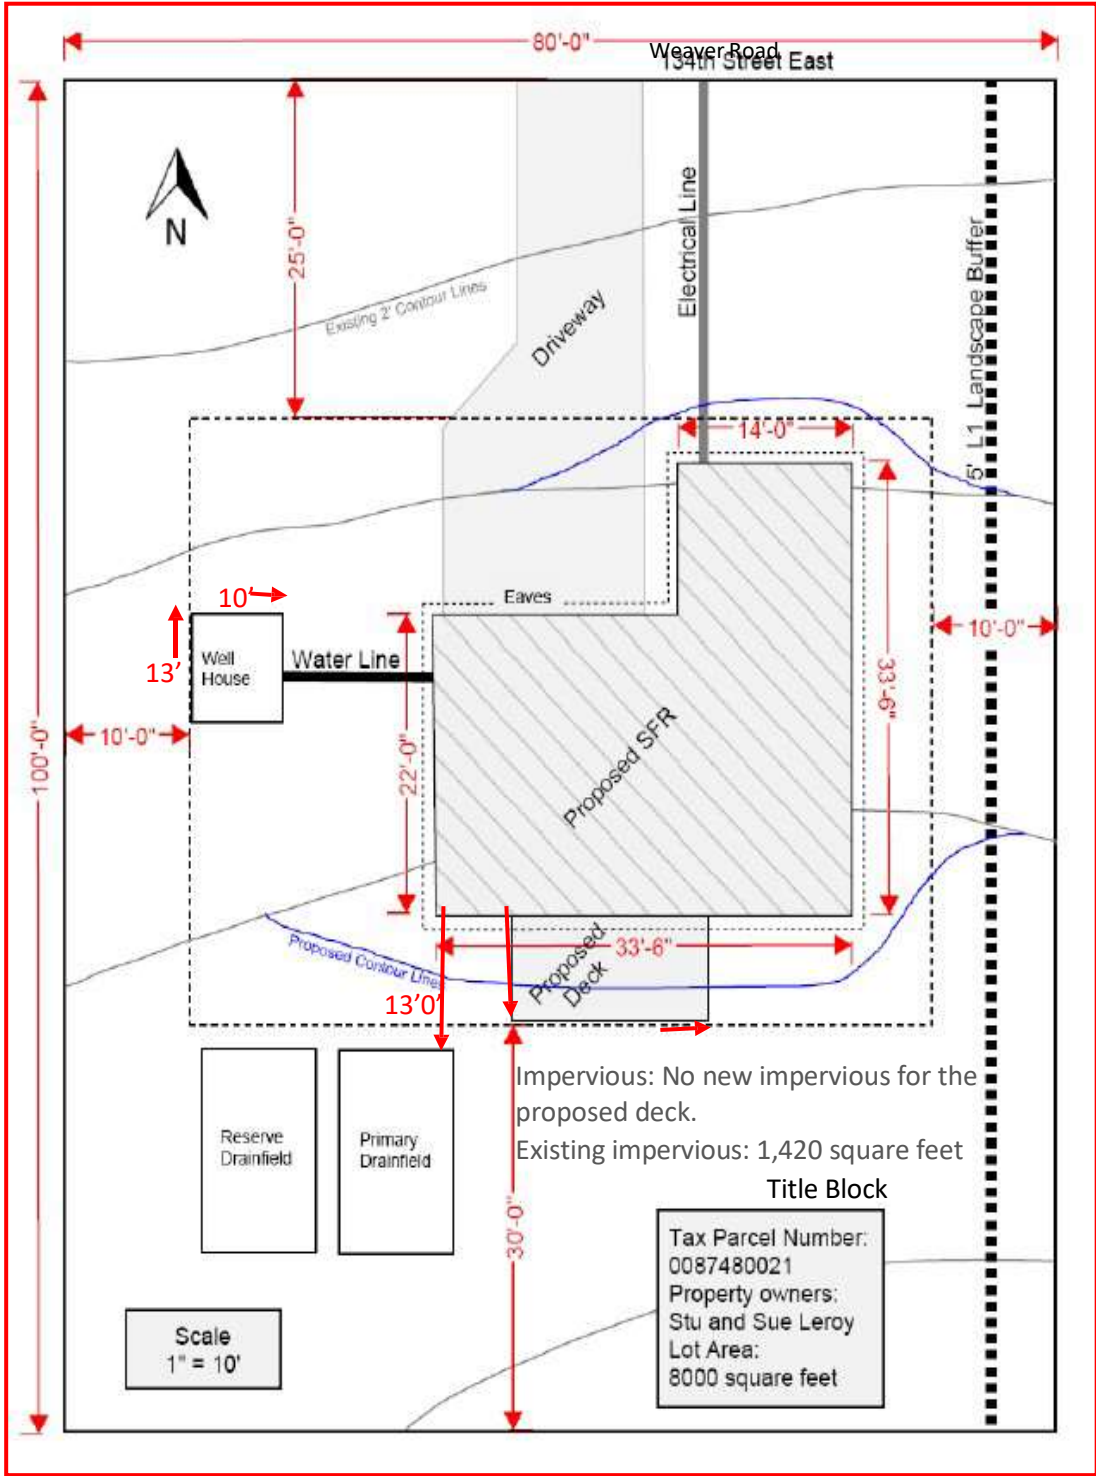 80'-0"
Weaver Road
134th Street East
N
25'-0"
Existing 2' Contour Lines
Driveway
Electrical Line
5' L1 Landscape Buffer
14'-0"
Eaves
10'
13'
Well
House
Water Line
10'-0"
10'-0"
100'-0"
22'-0"
33'-6"
Proposed SFR
33'-6"
Proposed
Deck
Proposed Contour Lines
13'0'
Impervious: No new impervious for the
proposed deck.
Existing impervious: 1,420 square feet
Reserve
Drainfield
Primary
Drainfield
30'-0"
Title Block
Tax Parcel Number:
0087480021
Property owners:
Stu and Sue Leroy
Lot Area:
8000 square feet
Scale
1" = 10'